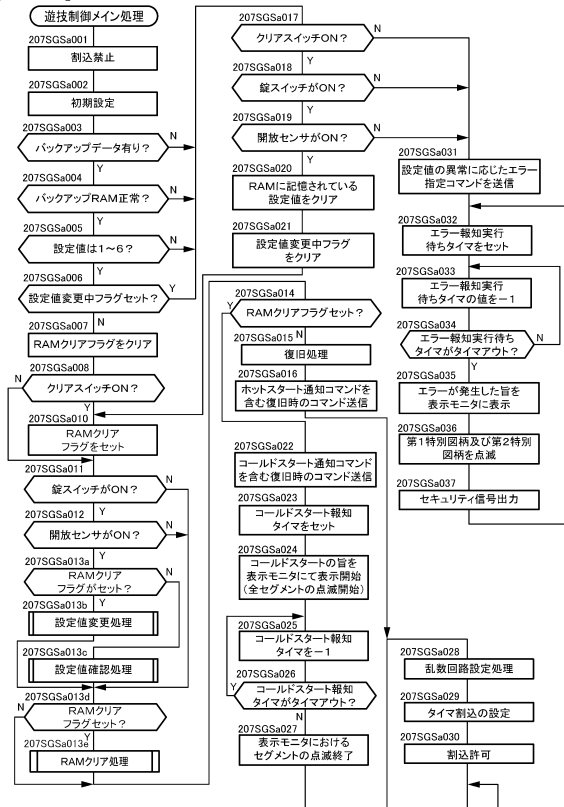 遊技制御メイン処理
207SGSa001
割込禁止
207SGSa002
初期設定
207SGSa003
バックアップデータ有り？
N
Y
207SGSa004
バックアップRAM正常？
N
Y
207SGSa005
設定値は１～６？
N
Y
207SGSa006
設定値変更中フラグセット？
Y
N
207SGSa007
RAMクリアフラグをクリア
207SGSa008
クリアスイッチON？
N
Y
207SGSa010
RAMクリア
フラグをセット
207SGSa011
錠スイッチがON？
N
Y
207SGSa012
開放センサがON？
N
Y
207SGSa013a
RAMクリア
フラグがセット？
N
Y
207SGSa013b
設定値変更処理
207SGSa013c
設定値確認処理
207SGSa013d
RAMクリア
フラグセット？
N
Y
207SGSa013e
RAMクリア処理
207SGSa017
クリアスイッチON？
N
Y
207SGSa018
錠スイッチがON？
N
Y
207SGSa019
開放センサがON？
N
Y
207SGSa020
RAMに記憶されている
設定値をクリア
207SGSa021
設定値変更中フラグ
をクリア
207SGSa014
RAMクリアフラグセット？
Y
N
207SGSa015
復旧処理
207SGSa016
ホットスタート通知コマンドを
含む復旧時のコマンド送信
207SGSa022
コールドスタート通知コマンド
を含む復旧時のコマンド送信
207SGSa023
コールドスタート報知
タイマをセット
207SGSa024
コールドスタートの旨を
表示モニタにて表示開始
（全セグメントの点滅開始）
207SGSa025
コールドスタート報知
タイマを－１
207SGSa026
コールドスタート報知
タイマがタイマアウト？
Y
N
207SGSa027
表示モニタにおける
セグメントの点滅終了
207SGSa031
設定値の異常に応じたエラー
指定コマンドを送信
207SGSa032
エラー報知実行
待ちタイマをセット
207SGSa033
エラー報知実行
待ちタイマの値を－１
207SGSa034
エラー報知実行待ち
タイマがタイマアウト？
N
Y
207SGSa035
エラーが発生した旨を
表示モニタに表示
207SGSa036
第１特別図柄及び第２特別
図柄を点滅
207SGSa037
セキュリティ信号出力
207SGSa028
乱数回路設定処理
207SGSa029
タイマ割込の設定
207SGSa030
割込許可